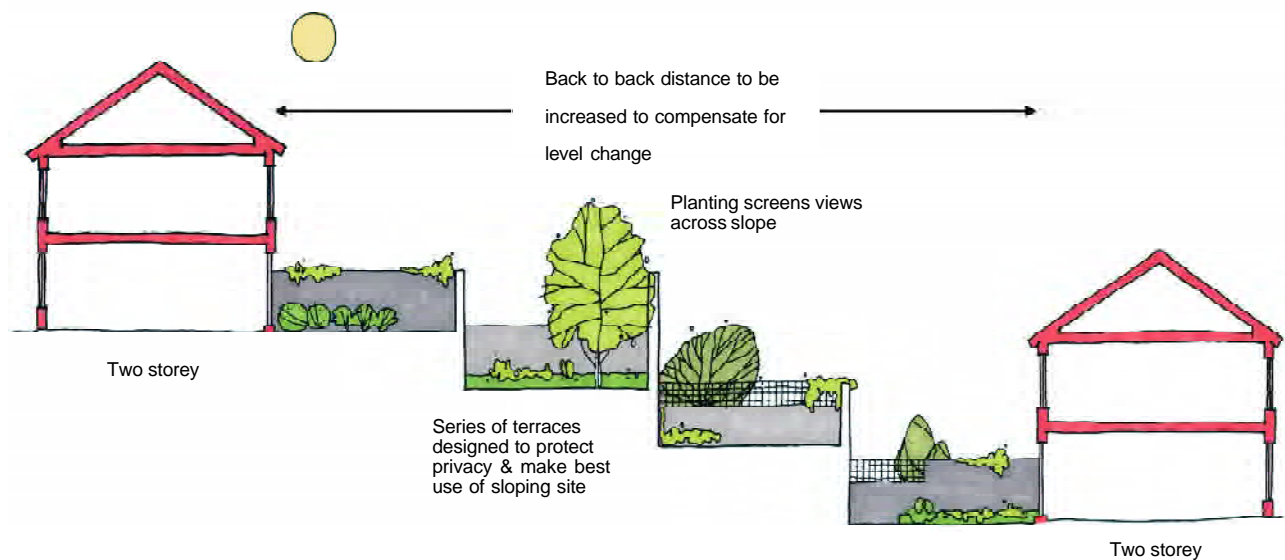 Back to back distance to be
increased to compensate for
level change
Planting screens views
across slope
Two storey
Series of terraces
designed to protect
privacy & make best
use of sloping site
Two storey